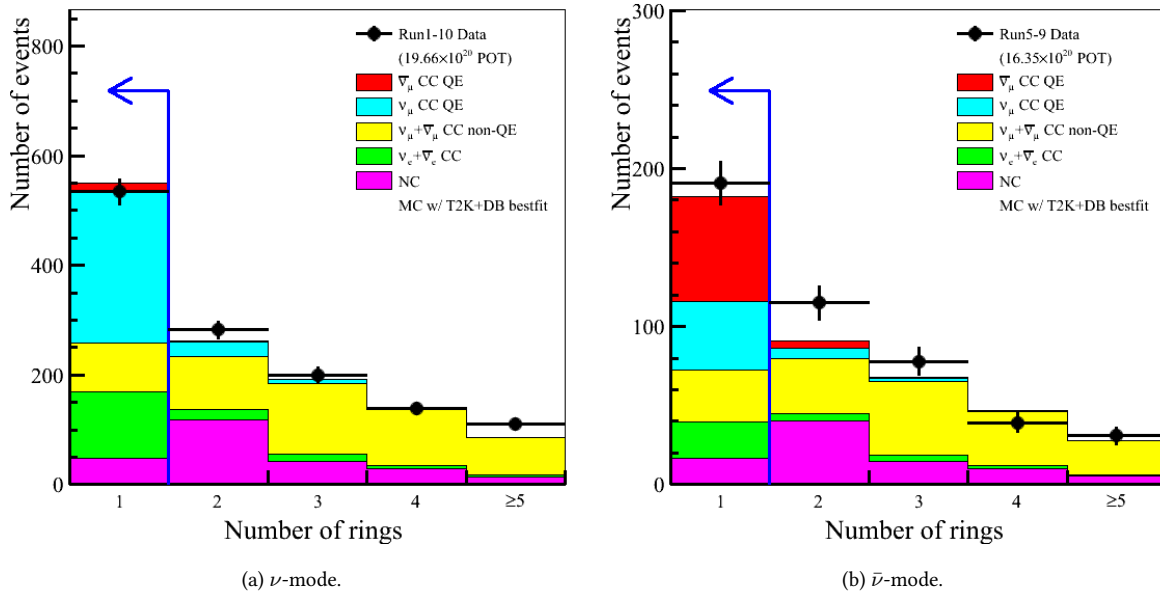 Number of events
800
600
400
200
0
Run1-10 Data
(19.66×10²⁰ POT)
ν̅μ CC QE
νμ CC QE
νμ+ν̅μ CC non-QE
νe+ν̅e CC
NC
MC w/ T2K+DB bestfit
1 2 3 4 ≥5
Number of rings
(a) ν-mode.
Number of events
300
200
100
0
Run5-9 Data
(16.35×10²⁰ POT)
ν̅μ CC QE
νμ CC QE
νμ+ν̅μ CC non-QE
νe+ν̅e CC
NC
MC w/ T2K+DB bestfit
1 2 3 4 ≥5
Number of rings
(b) ν̄-mode.